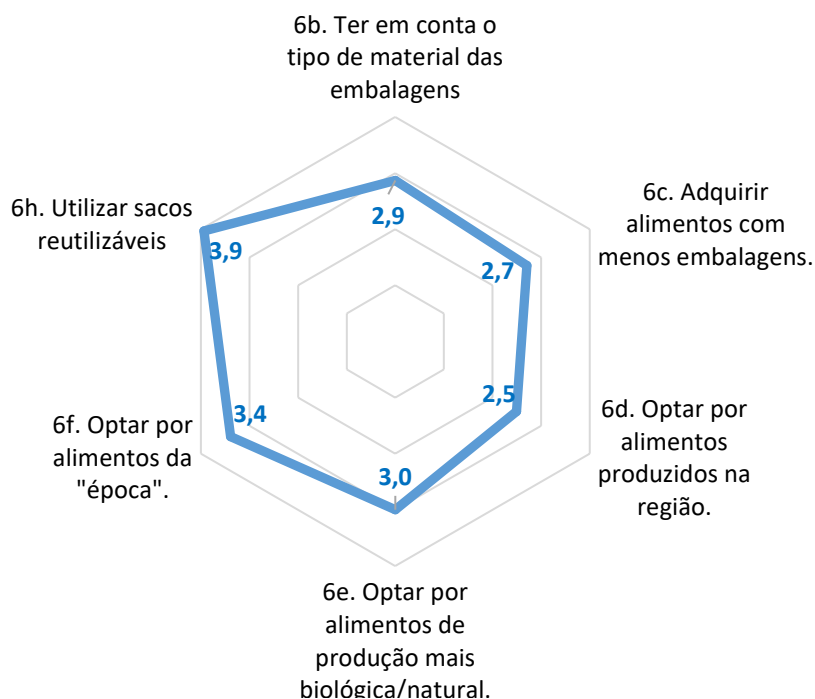 6b. Ter em conta o
tipo de material das
embalagens
2,9
6c. Adquirir
alimentos com
menos embalagens.
2,7
6d. Optar por
alimentos
produzidos na
região.
2,5
6e. Optar por
alimentos de
produção mais
biológica/natural.
3,0
6f. Optar por
alimentos da
"época".
3,4
6h. Utilizar sacos
reutilizáveis
3,9